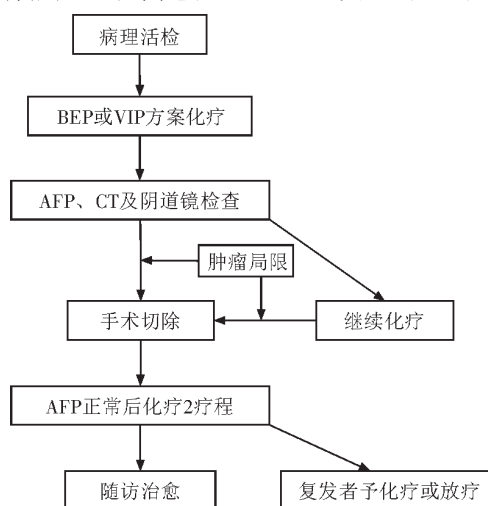 病理活检
BEP或VIP方案化疗
AFP、CT及阴道镜检查
肿瘤局限
手术切除
继续化疗
AFP正常后化疗2疗程
随访治愈
复发者予化疗或放疗